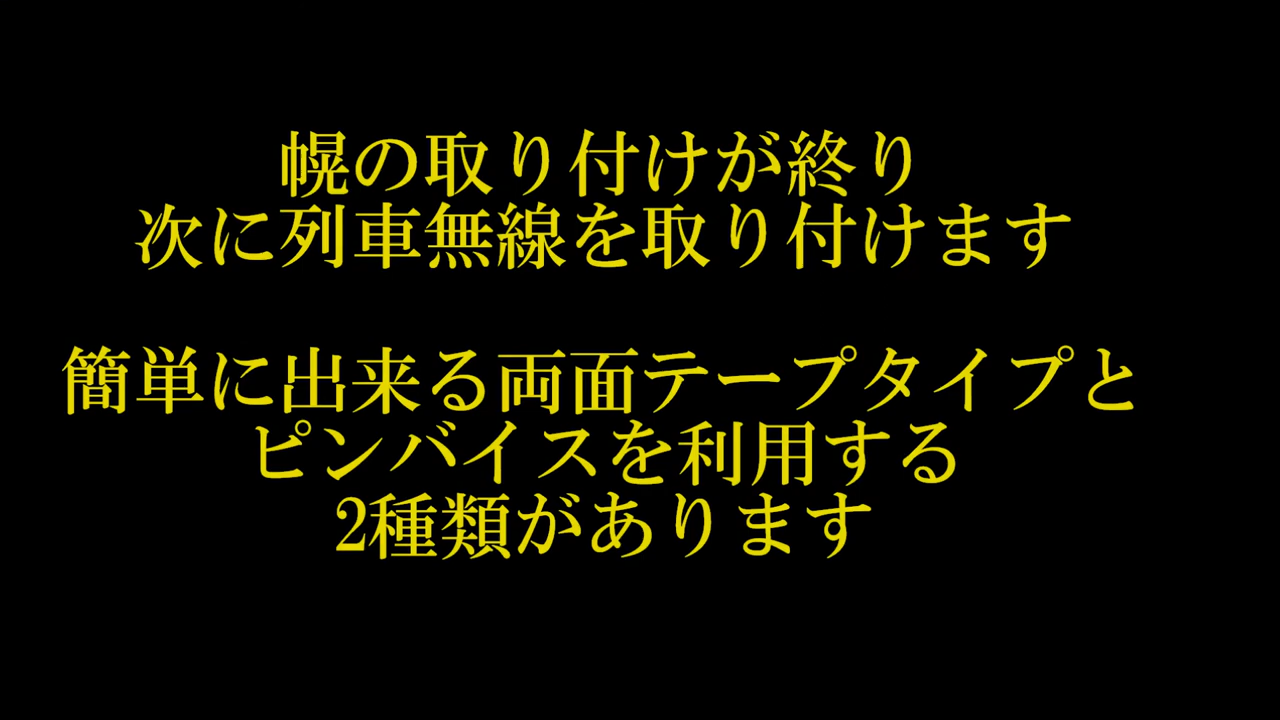 幌の取り付けが終り
次に列車無線を取り付けます
簡単に出来る両面テープタイプと
ピンバイスを利用する
2種類があります